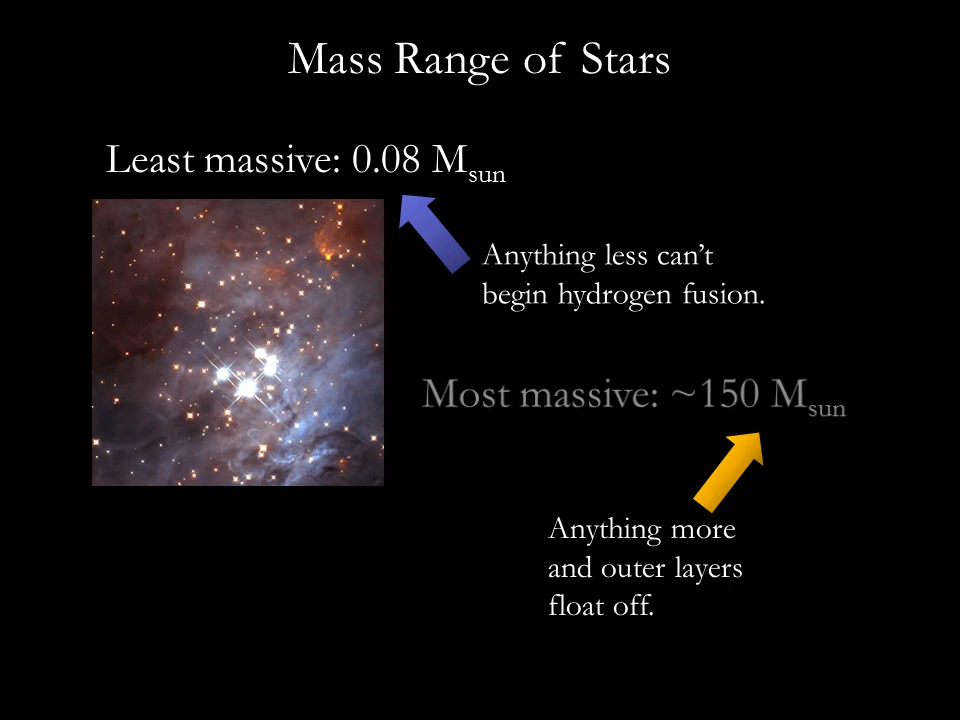 Mass Range of Stars
Least massive: 0.08 Msun
Anything less can’t
begin hydrogen fusion.
Most massive: ~150 Msun
Anything more
and outer layers
float off.